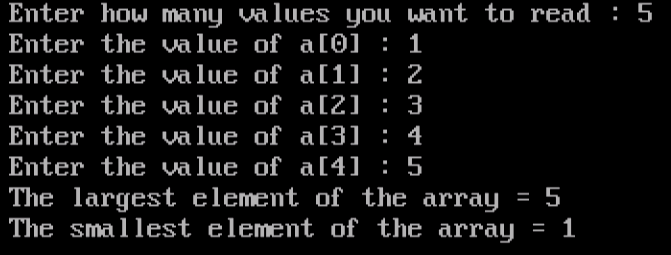 Enter how many values you want to read : 5
Enter the value of a[0] : 1
Enter the value of a[1] : 2
Enter the value of a[2] : 3
Enter the value of a[3] : 4
Enter the value of a[4] : 5
The largest element of the array = 5
The smallest element of the array = 1